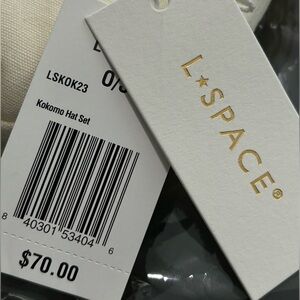 LSKOK23
Kokomo Hat Set
8 40301 53404 6
$70.00
L★SPACE®